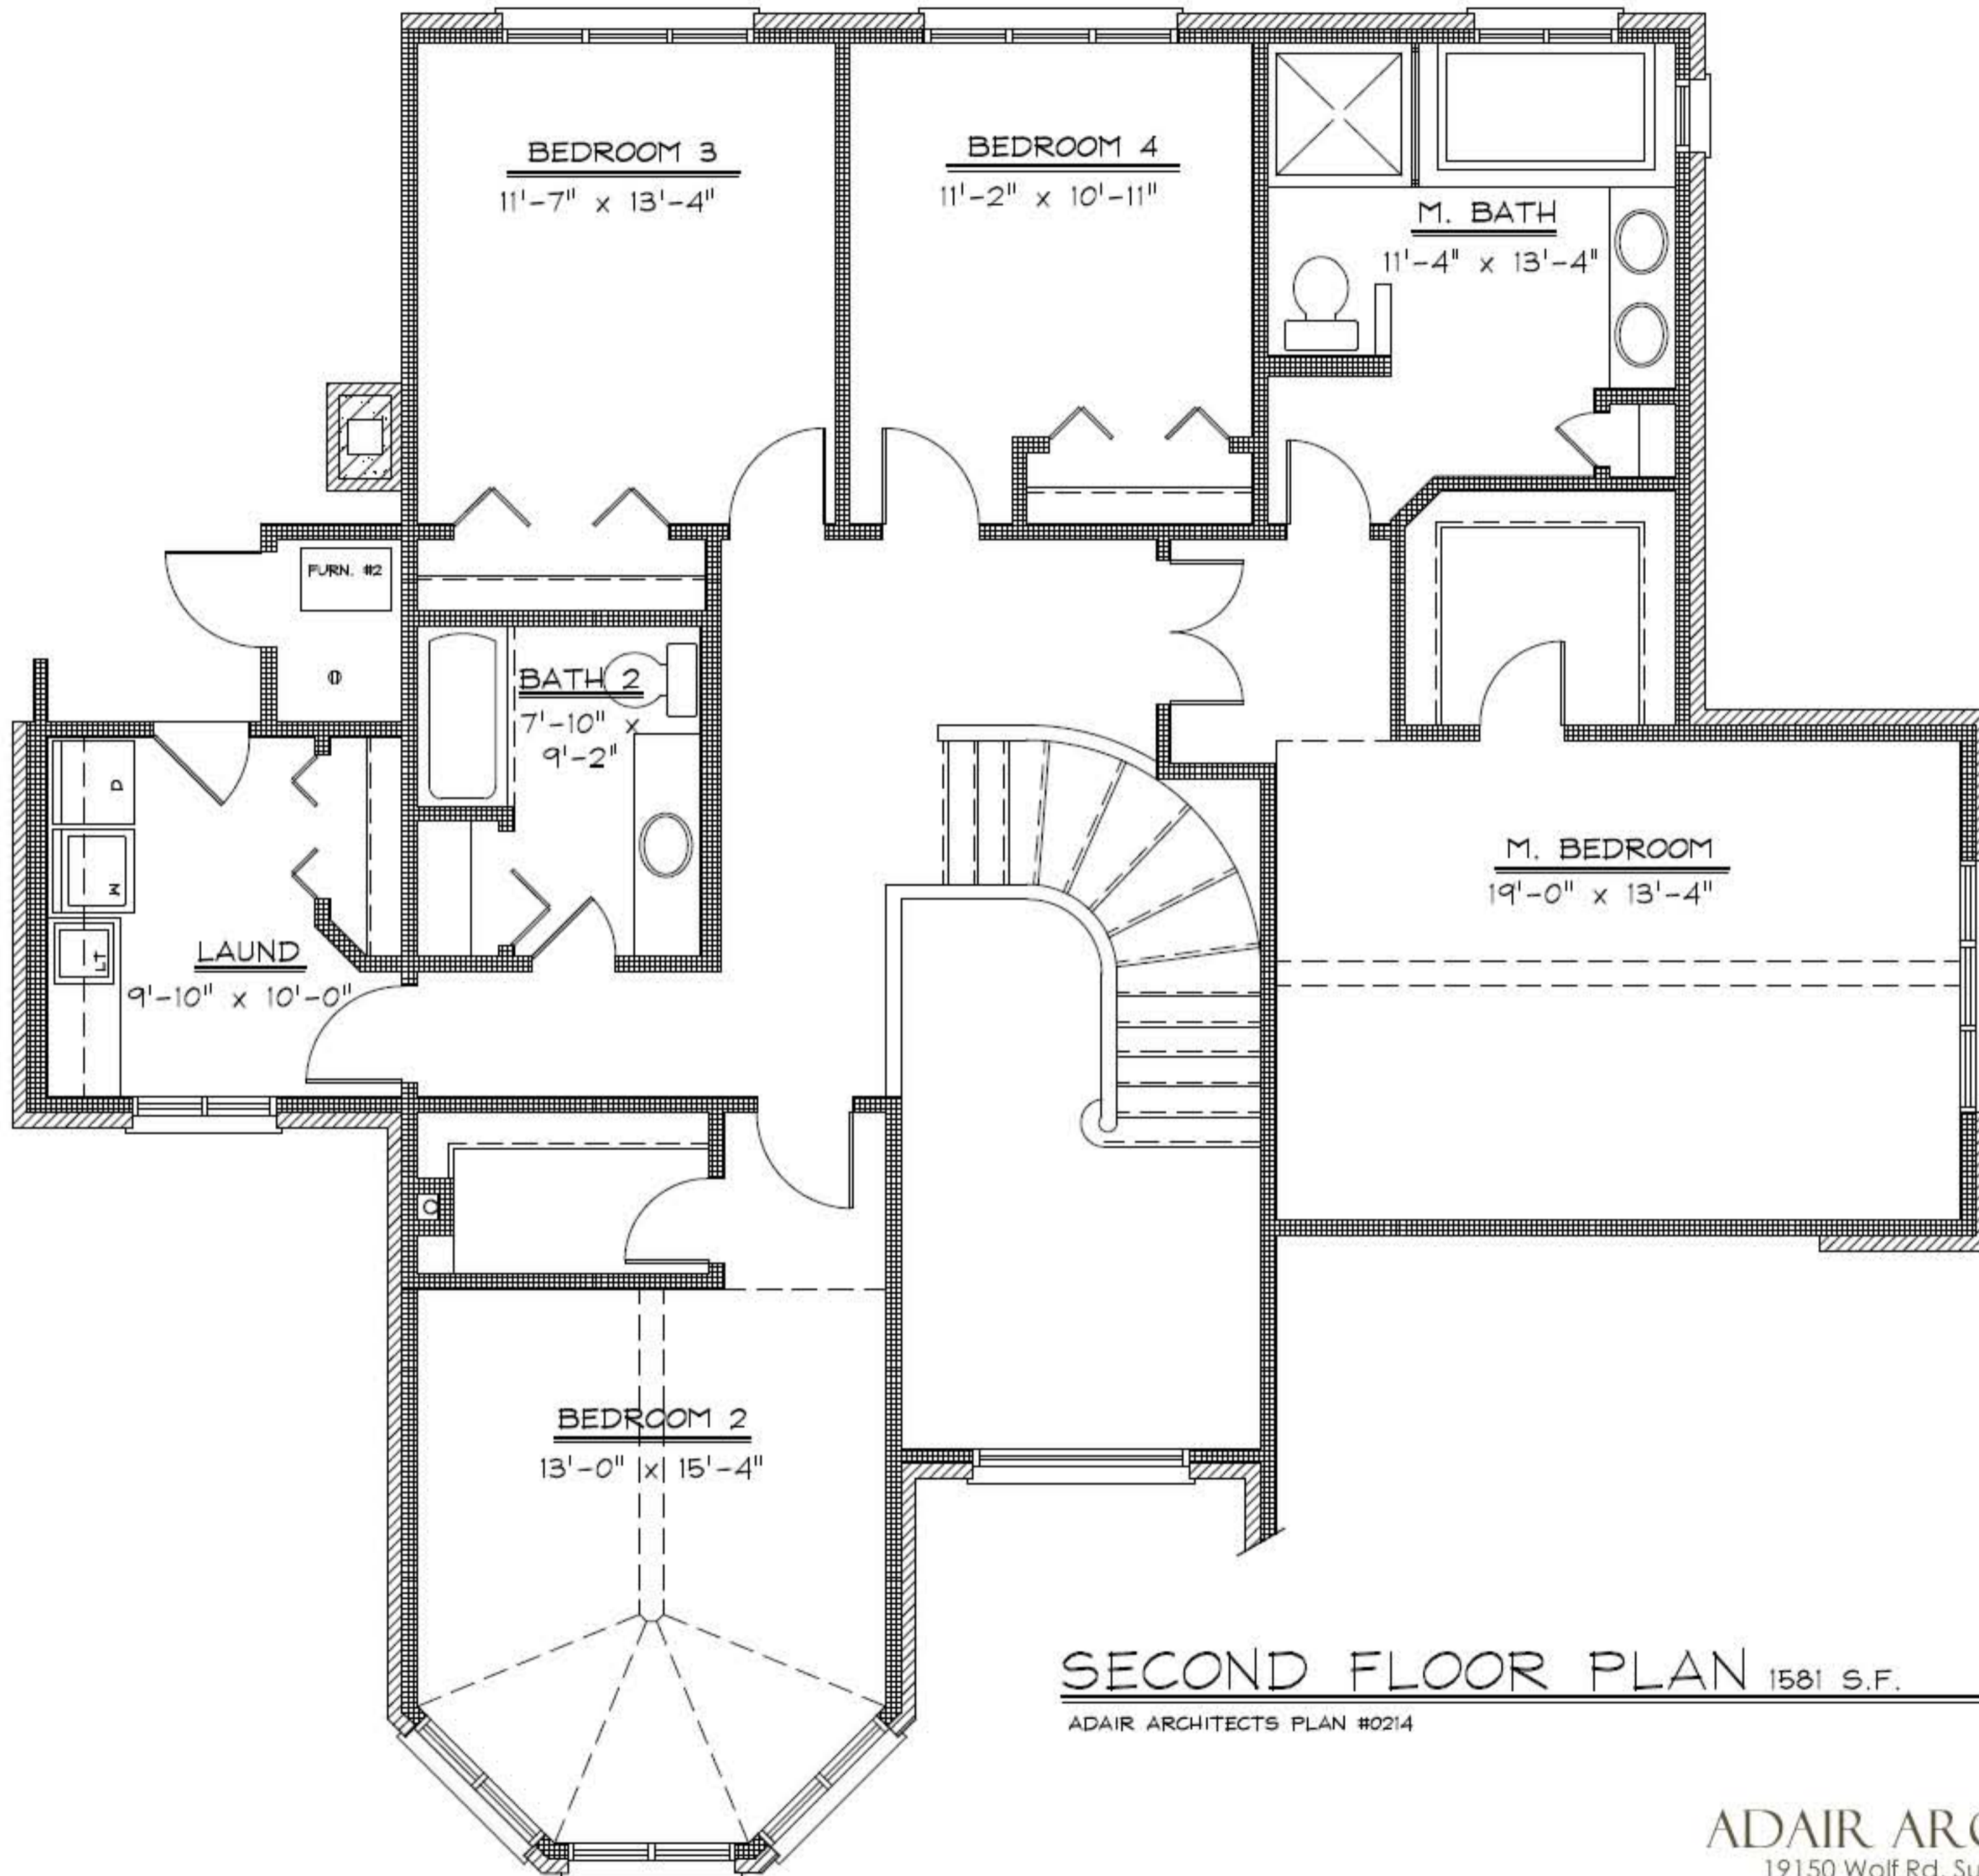 BEDROOM 3
11'-7" x 13'-4"
BEDROOM 4
11'-2" x 10'-11"
M. BATH
11'-4" x 13'-4"
FURN. #2
BATH 2
7'-10" x
9'-2"
D
W
LT
LAUND
9'-10" x 10'-0"
M. BEDROOM
19'-0" x 13'-4"
BEDROOM 2
13'-0" x 15'-4"
SECOND FLOOR PLAN 1581 S.F.
ADAIR ARCHITECTS PLAN #0214
ADAIR
19150 Wolf Rd.